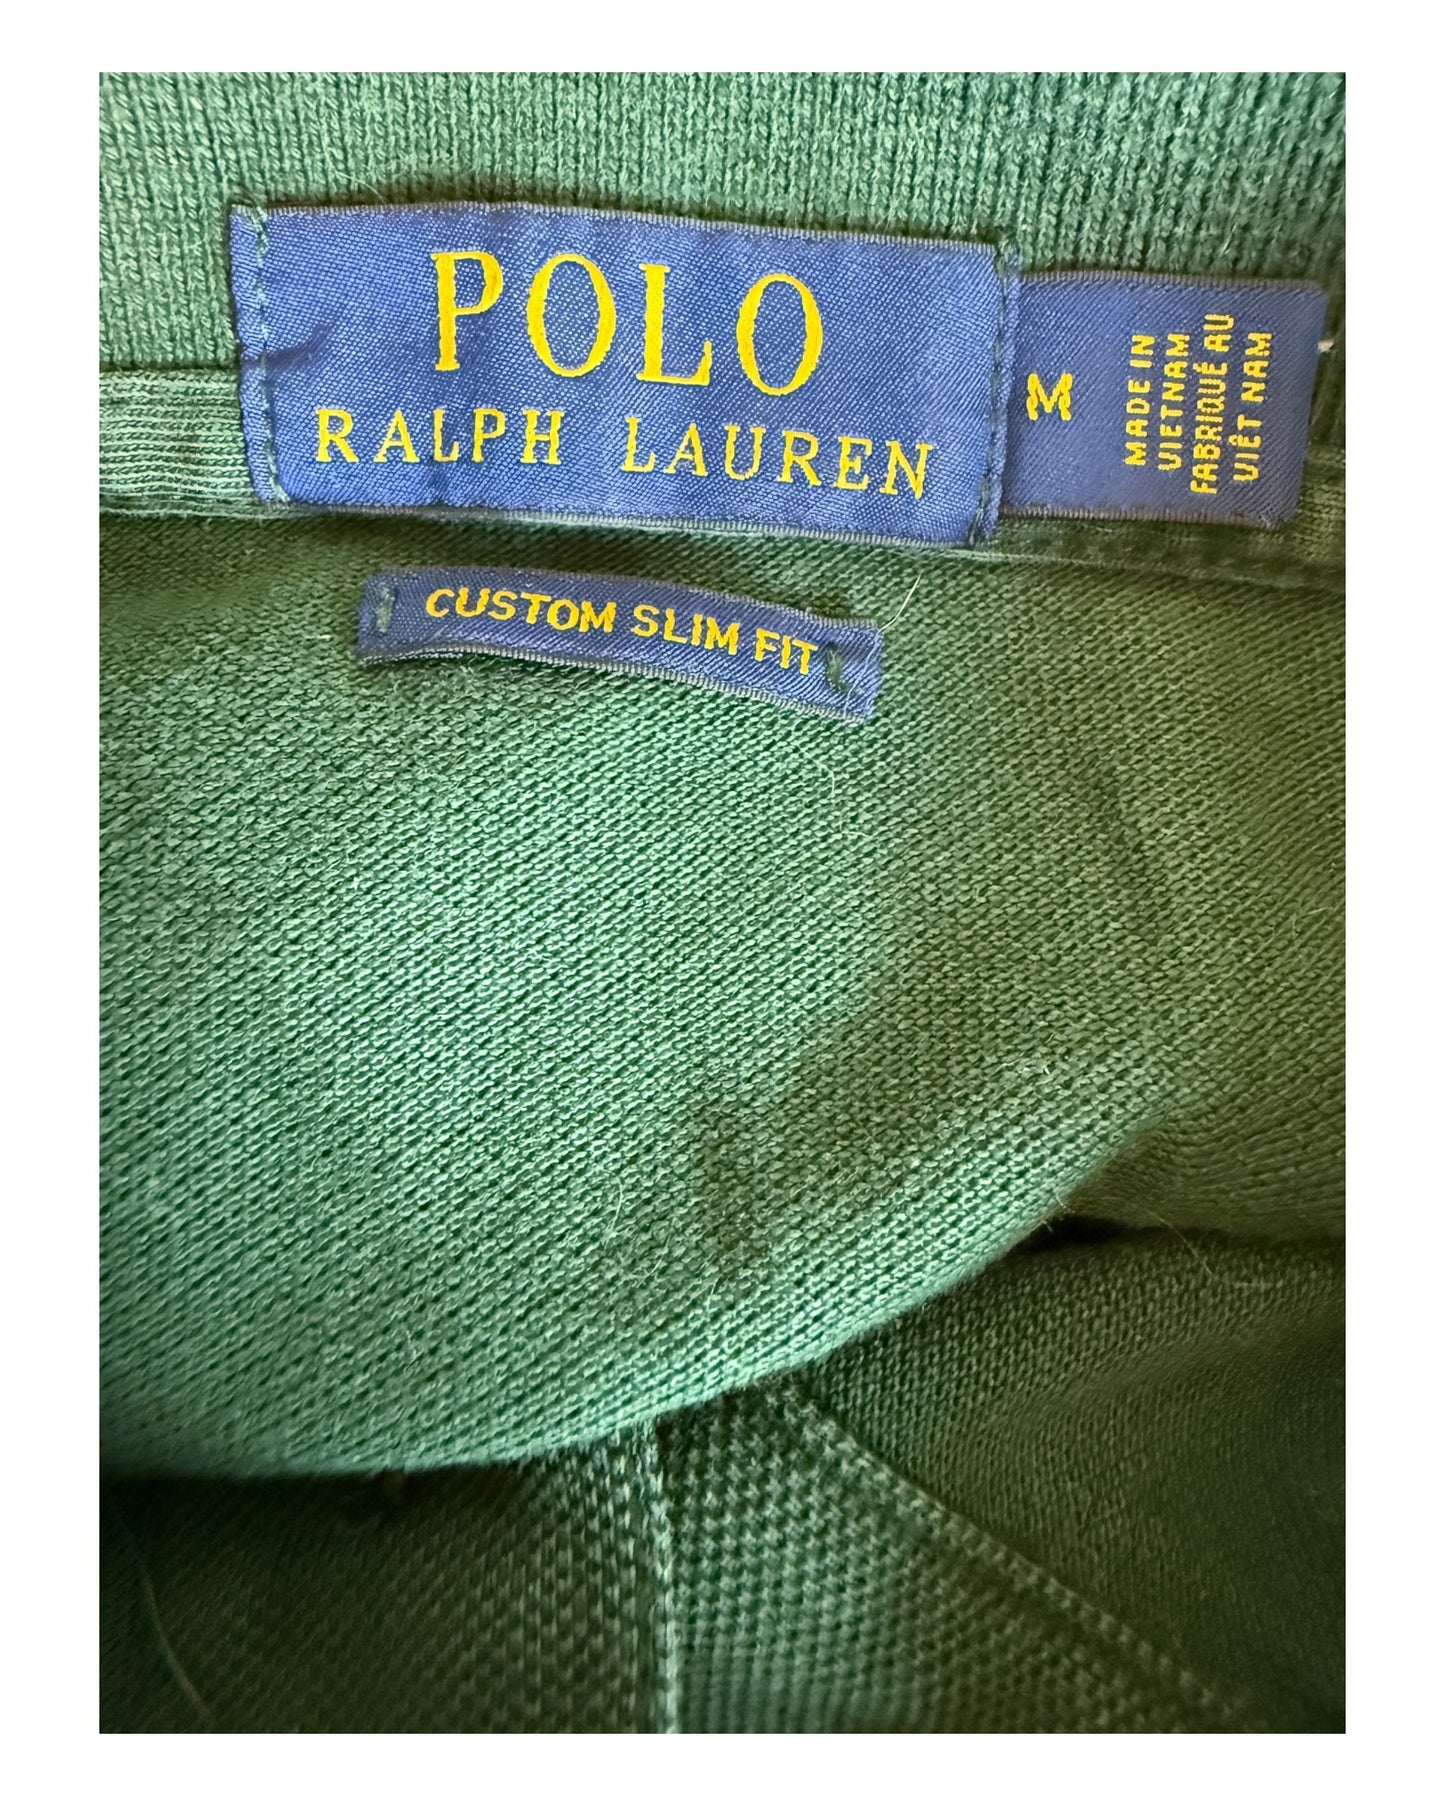 POLO
RALPH LAUREN
M
MADE IN
VIETNAM
FABRIQUÉ AU
VIÊT NAM
CUSTOM SLIM FIT